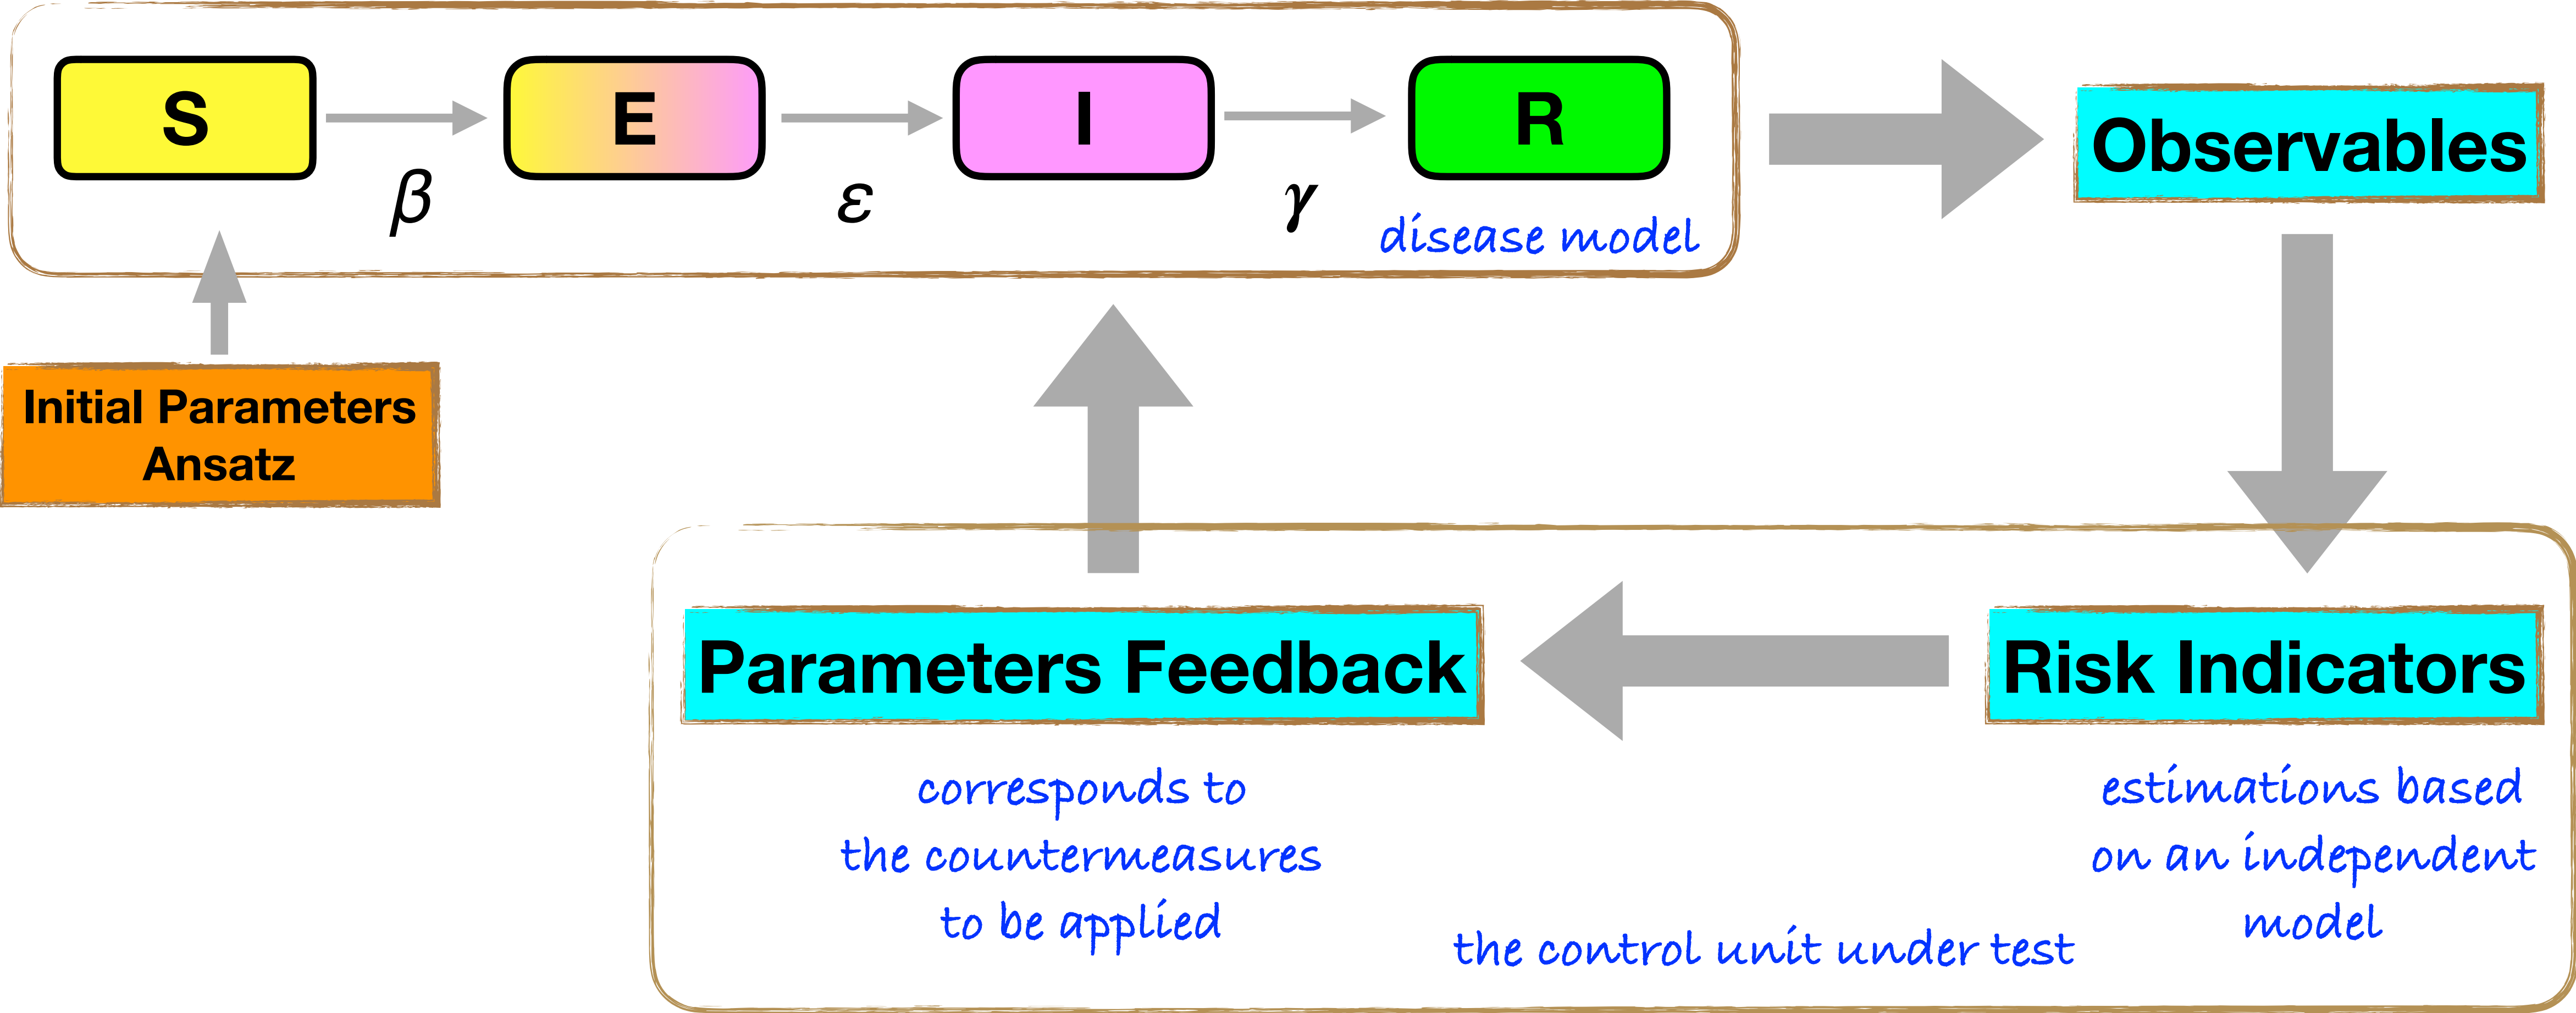 S
E
I
R
β
ε
γ
disease model
Observables
Initial Parameters
Ansatz
Parameters Feedback
Risk Indicators
corresponds to
the countermeasures
to be applied
estimations based
on an independent
model
the control unit under test